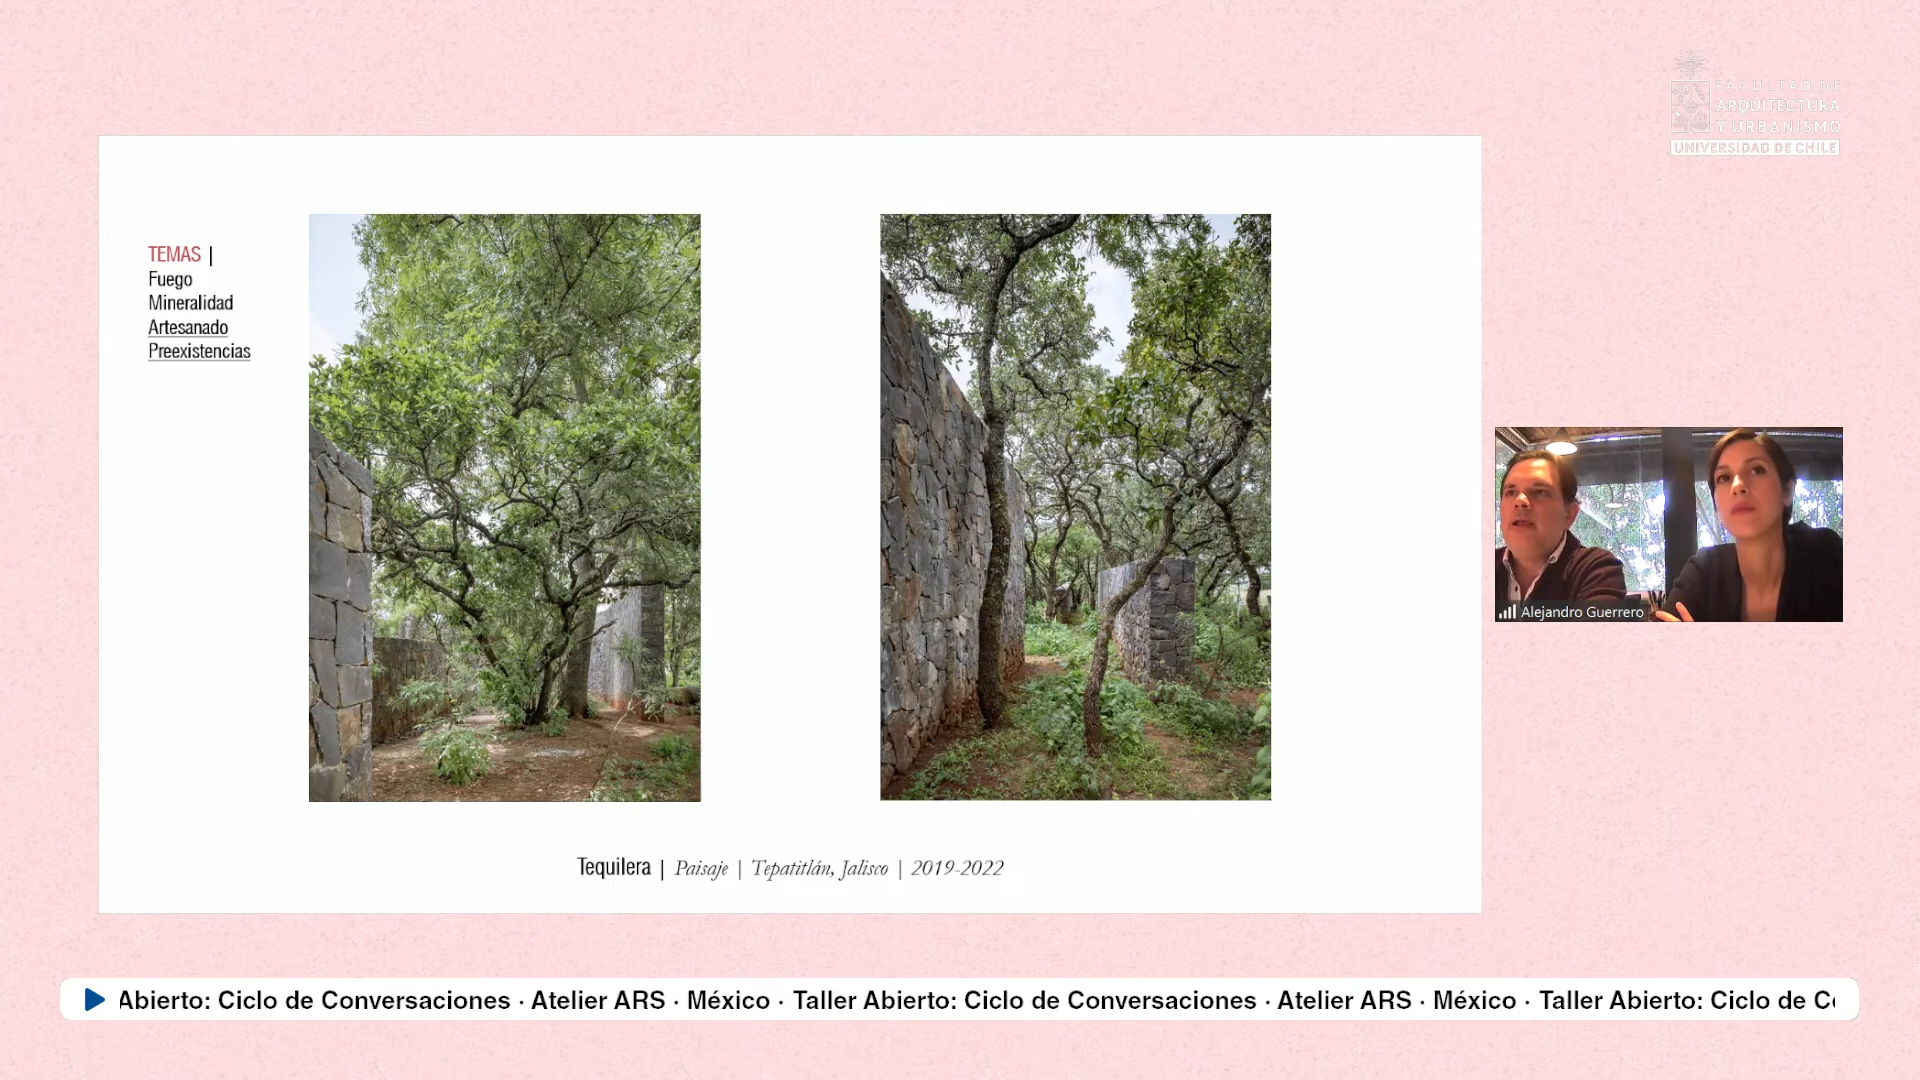 FACULTAD DE
ARQUITECTURA
Y URBANISMO
UNIVERSIDAD DE CHILE
TEMAS |
Fuego
Mineralidad
Artesanado
Preexistencias
Alejandro Guerrero
Tequilera | Paisaje | Tepatitlán, Jalisco | 2019-2022
Abierto: Ciclo de Conversaciones · Atelier ARS · México · Taller Abierto: Ciclo de Conversaciones · Atelier ARS · México · Taller Abierto: Ciclo de C